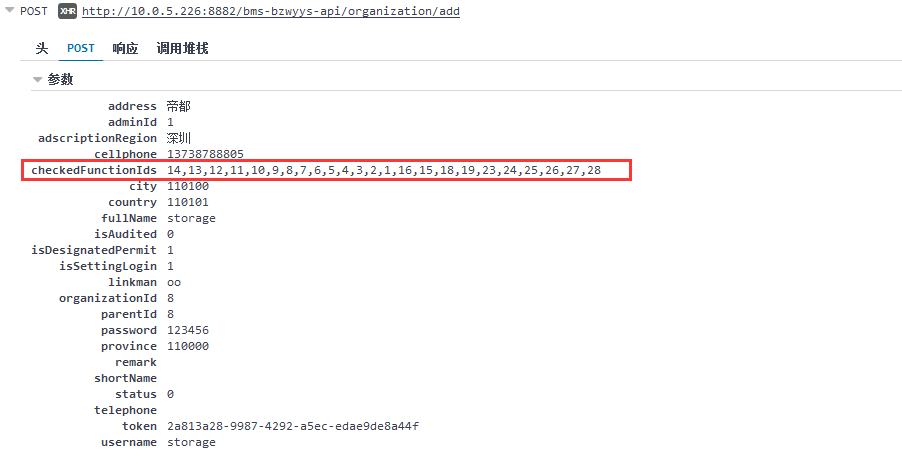 POST XHR http://10.0.5.226:8882/bms-bzwyys-api/organization/add
头 POST 响应 调用堆栈
参数
address 帝都
adminId 1
adscriptionRegion 深圳
cellphone 13738788805
checkedFunctionIds 14,13,12,11,10,9,8,7,6,5,4,3,2,1,16,15,18,19,23,24,25,26,27,28
city 110100
country 110101
fullName storage
isAudited 0
isDesignatedPermit 1
isSettingLogin 1
linkman oo
organizationId 8
parentId 8
password 123456
province 110000
remark
shortName
status 0
telephone
token 2a813a28-9987-4292-a5ec-edae9de8a44f
username storage